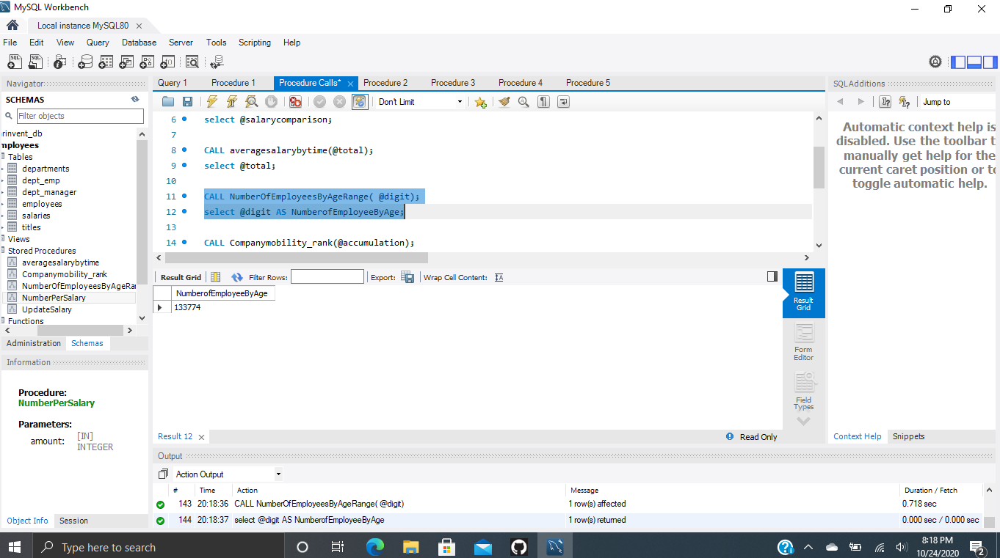 MySQL Workbench
Local instance MySQL80
File Edit View Query Database Server Tools Scripting Help
Navigator
SCHEMAS
Filter objects
rinvent_db
mployees
Tables
departments
dept_emp
dept_manager
employees
salaries
titles
Views
Stored Procedures
averagesalarybytime
Companymobility_rank
NumberOfEmployeesByAgeRa
NumberPerSalary
UpdateSalary
Functions
Administration Schemas
Information
Procedure:
NumberPerSalary
Parameters:
amount: [IN]
INTEGER
Object Info Session
Query 1 Procedure 1 Procedure Calls* Procedure 2 Procedure 3 Procedure 4 Procedure 5
Don't Limit
6 select @salarycomparison;
7
8 CALL averagesalarybytime(@total);
9 select @total;
10
11 CALL NumberOfEmployeesByAgeRange( @digit);
12 select @digit AS NumberofEmployeeByAge;
13
14 CALL Companymobility_rank(@accumulation);
Result Grid Filter Rows: Export: Wrap Cell Content:
NumberofEmployeeByAge
133774
Result
Grid
Form
Editor
Field
Types
Result 12 Read Only
SQLAdditions
Jump to
Automatic context help is
disabled. Use the toolbar t
manually get help for the
current caret position or to
toggle automatic help.
Context Help Snippets
Output
Action Output
# Time Action Message Duration / Fetch
143 20:18:36 CALL NumberOfEmployeesByAgeRange( @digit) 1 row(s) affected 0.718 sec
144 20:18:37 select @digit AS NumberofEmployeeByAge 1 row(s) returned 0.000 sec / 0.000 sec
Type here to search
8:18 PM
10/24/2020
2